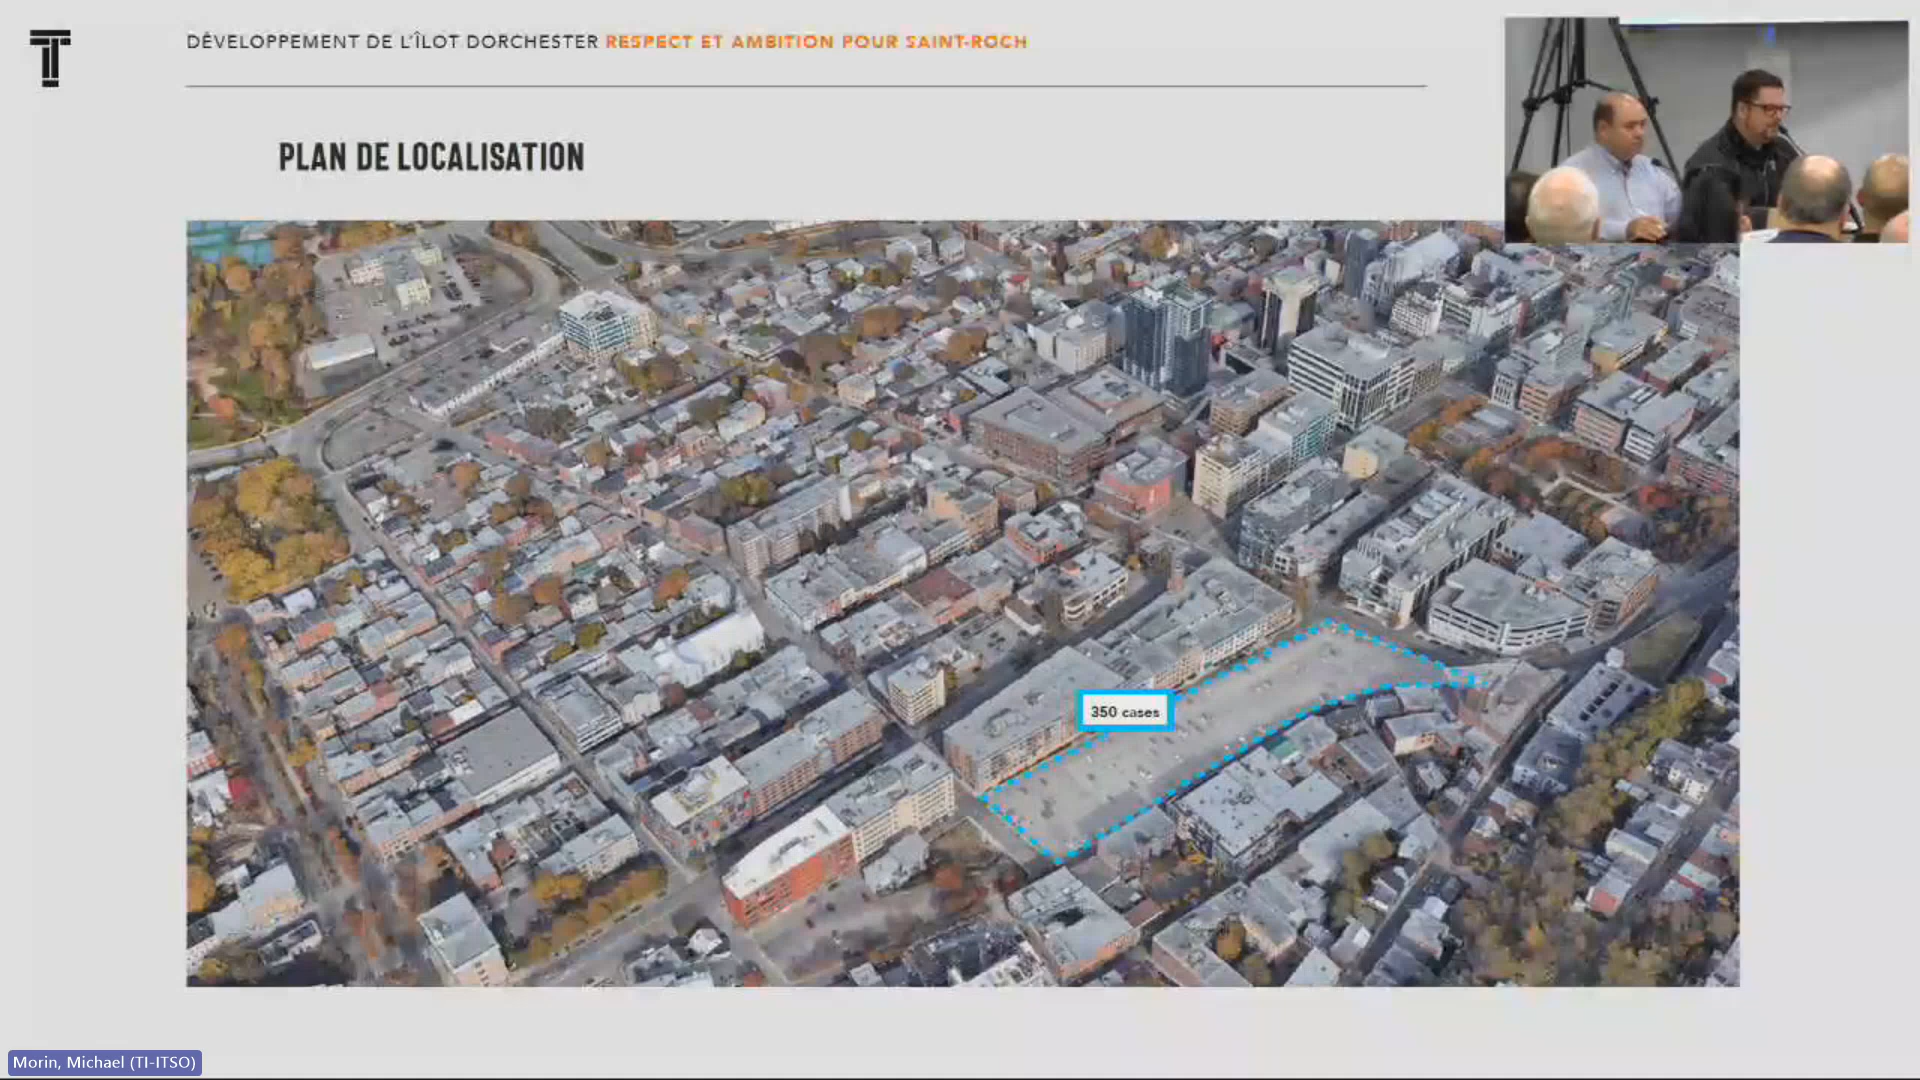 DÉVELOPPEMENT DE L'ÎLOT DORCHESTER RESPECT ET AMBITION POUR SAINT-ROCH
PLAN DE LOCALISATION
350 cases
Morin, Michael (TI-ITSO)